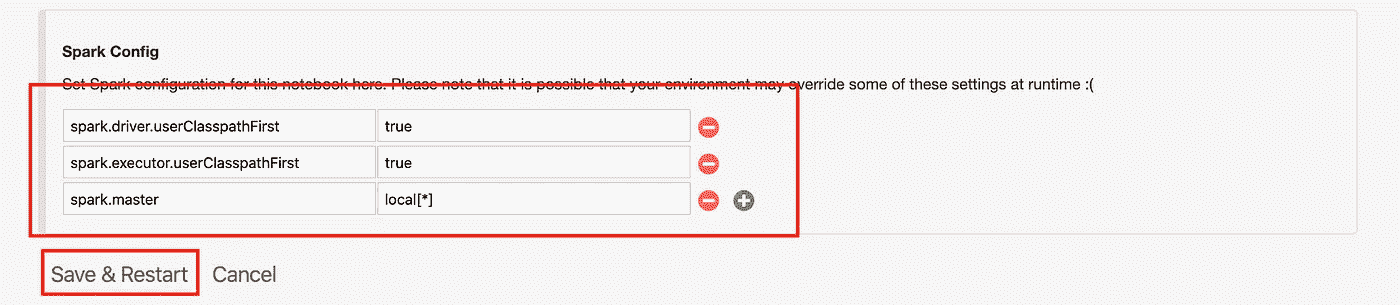 Spark Config
Set Spark configuration for this notebook here. Please note that it is possible that your environment may override some of these settings at runtime :(
spark.driver.userClasspathFirst true
spark.executor.userClasspathFirst true
spark.master local[*]
Save & Restart Cancel